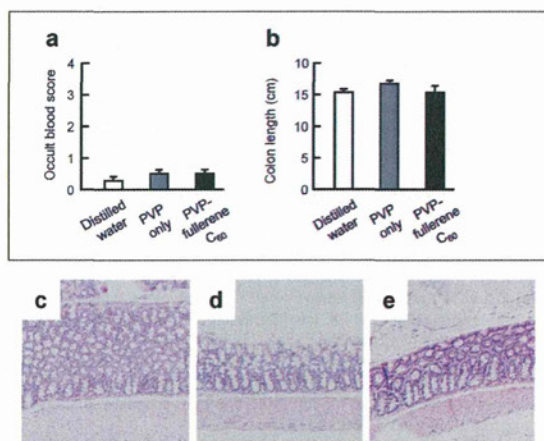 a
Occult blood score
4
3
2
1
0
Distilled
water
PVP
only
PVP-
fullerene
C₆₀
b
Colon length (cm)
15
10
5
0
Distilled
water
PVP
only
PVP-
fullerene
C₆₀
c
d
e